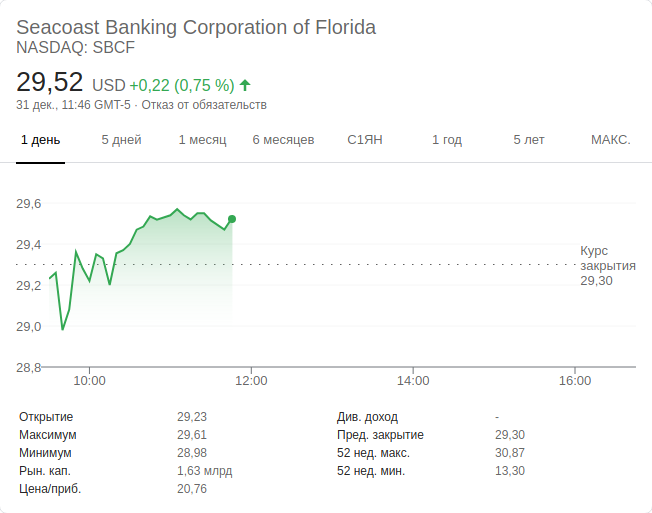 Seacoast Banking Corporation of Florida
NASDAQ: SBCF
29,52 USD +0,22 (0,75 %)
31 дек., 11:46 GMT-5 · Отказ от обязательств
1 день 5 дней 1 месяц 6 месяцев С1ЯН 1 год 5 лет МАКС.
29,6
29,4
Курс
закрытия
29,30
29,2
29,0
28,8
10:00 12:00 14:00 16:00
Открытие 29,23 Див. доход -
Максимум 29,61 Пред. закрытие 29,30
Минимум 28,98 52 нед. макс. 30,87
Рын. кап. 1,63 млрд 52 нед. мин. 13,30
Цена/приб. 20,76